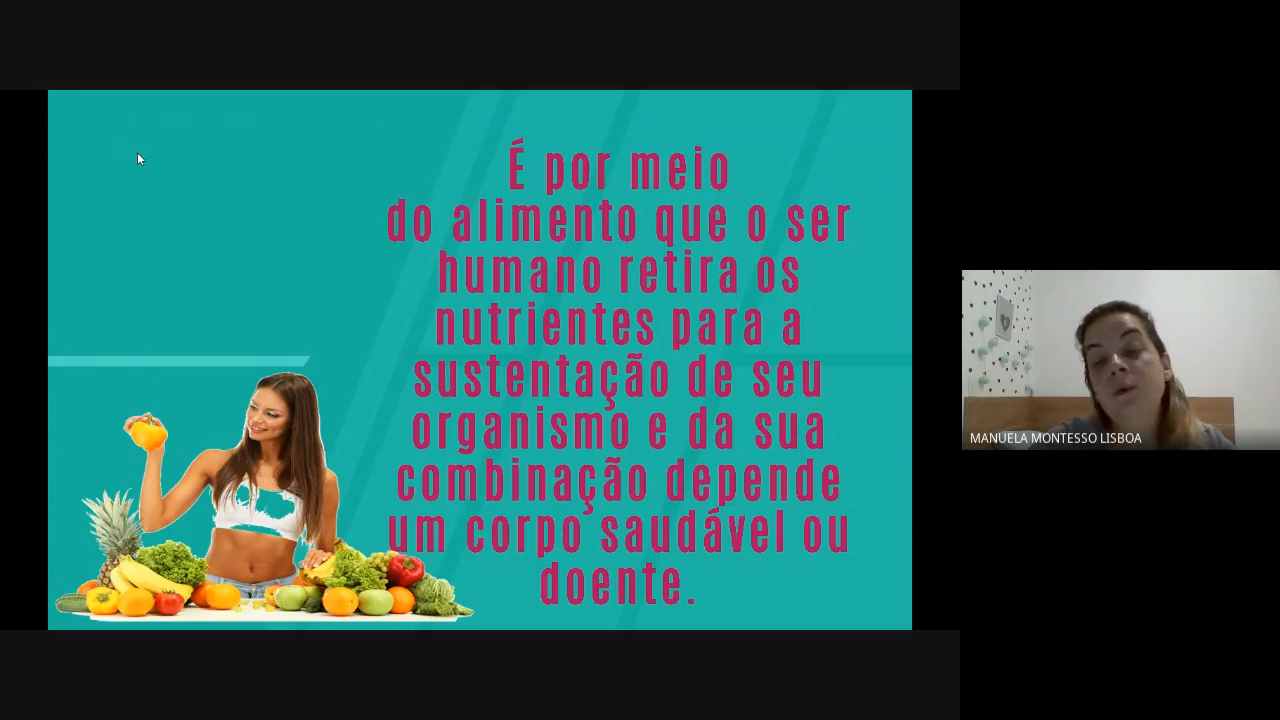 É por meio
do alimento que o ser
humano retira os
nutrientes para a
sustentação de seu
organismo e da sua
combinação depende
um corpo saudável ou
doente.
MANUELA MONTESSO LISBOA